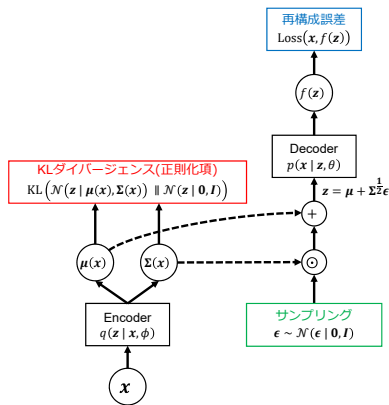 再構成誤差
Loss(𝒙, f(𝒛))
f(𝒛)
Decoder
p(𝒙 | 𝒛, θ)
KLダイバージェンス(正則化項)
KL(𝒩(𝒛 | 𝝁(𝒙), 𝚺(𝒙)) ∥ 𝒩(𝒛 | 𝟎, 𝑰))
𝒛 = 𝝁 + 𝚺^{1/2}𝝐
+
𝝁(𝒙)
𝚺(𝒙)
⊙
Encoder
q(𝒛 | 𝒙, ϕ)
サンプリング
𝝐 ~ 𝒩(𝝐 | 𝟎, 𝑰)
𝒙